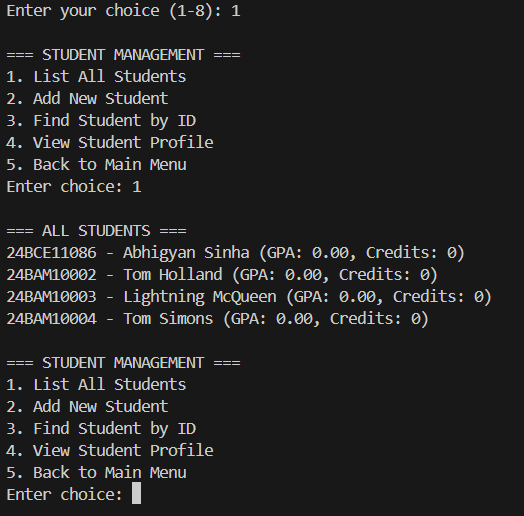 Enter your choice (1-8): 1
=== STUDENT MANAGEMENT ===
1. List All Students
2. Add New Student
3. Find Student by ID
4. View Student Profile
5. Back to Main Menu
Enter choice: 1
=== ALL STUDENTS ===
24BCE11086 - Abhigyan Sinha (GPA: 0.00, Credits: 0)
24BAM10002 - Tom Holland (GPA: 0.00, Credits: 0)
24BAM10003 - Lightning McQueen (GPA: 0.00, Credits: 0)
24BAM10004 - Tom Simons (GPA: 0.00, Credits: 0)
=== STUDENT MANAGEMENT ===
1. List All Students
2. Add New Student
3. Find Student by ID
4. View Student Profile
5. Back to Main Menu
Enter choice: